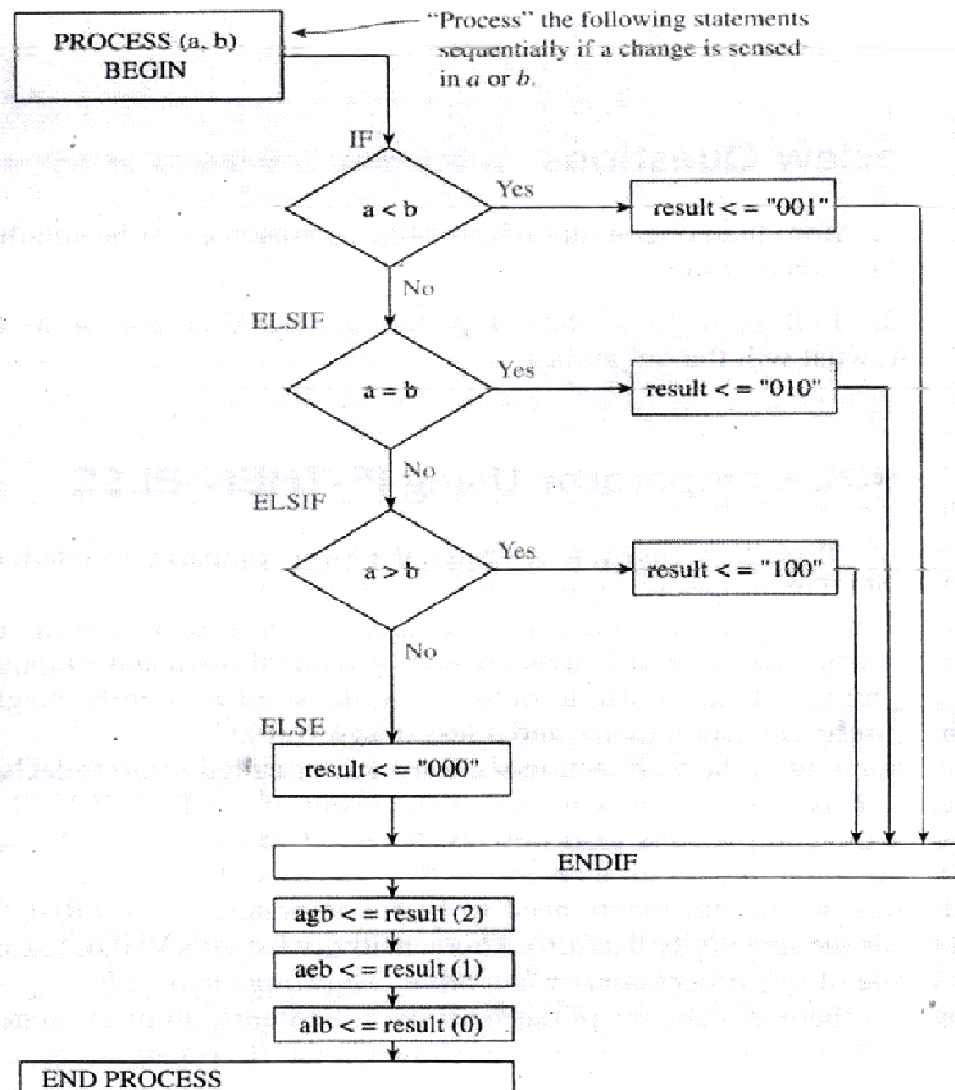 PROCESS (a, b)
BEGIN
“Process” the following statements
sequentially if a change is sensed
in a or b.
IF
a < b
Yes
result < = "001"
No
ELSIF
a = b
Yes
result < = "010"
No
ELSIF
a > b
Yes
result < = "100"
No
ELSE
result < = "000"
ENDIF
agb < = result (2)
aeb < = result (1)
alb < = result (0)
END PROCESS